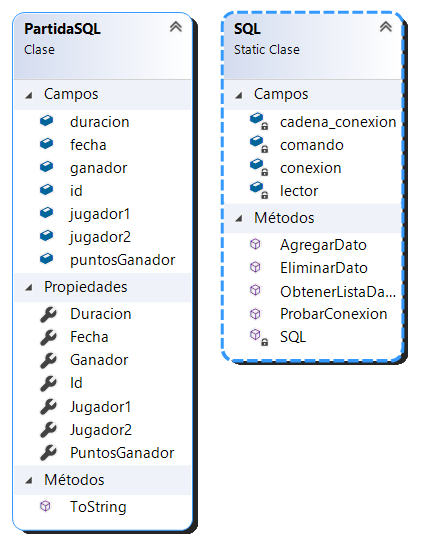 PartidaSQL
Clase
Campos
duracion
fecha
ganador
id
jugador1
jugador2
puntosGanador
Propiedades
Duracion
Fecha
Ganador
Id
Jugador1
Jugador2
PuntosGanador
Métodos
ToString
SQL
Static Clase
Campos
cadena_conexion
comando
conexion
lector
Métodos
AgregarDato
EliminarDato
ObtenerListaDa...
ProbarConexion
SQL